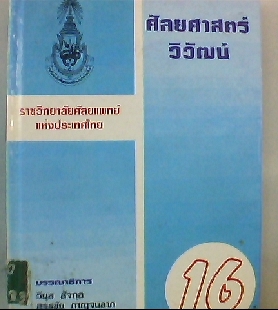 ศัลยศาสตร์
วิวัฒน์
ราชวิทยาลัยศัลยแพทย์
แห่งประเทศไทย
16
บรรณาธิการ